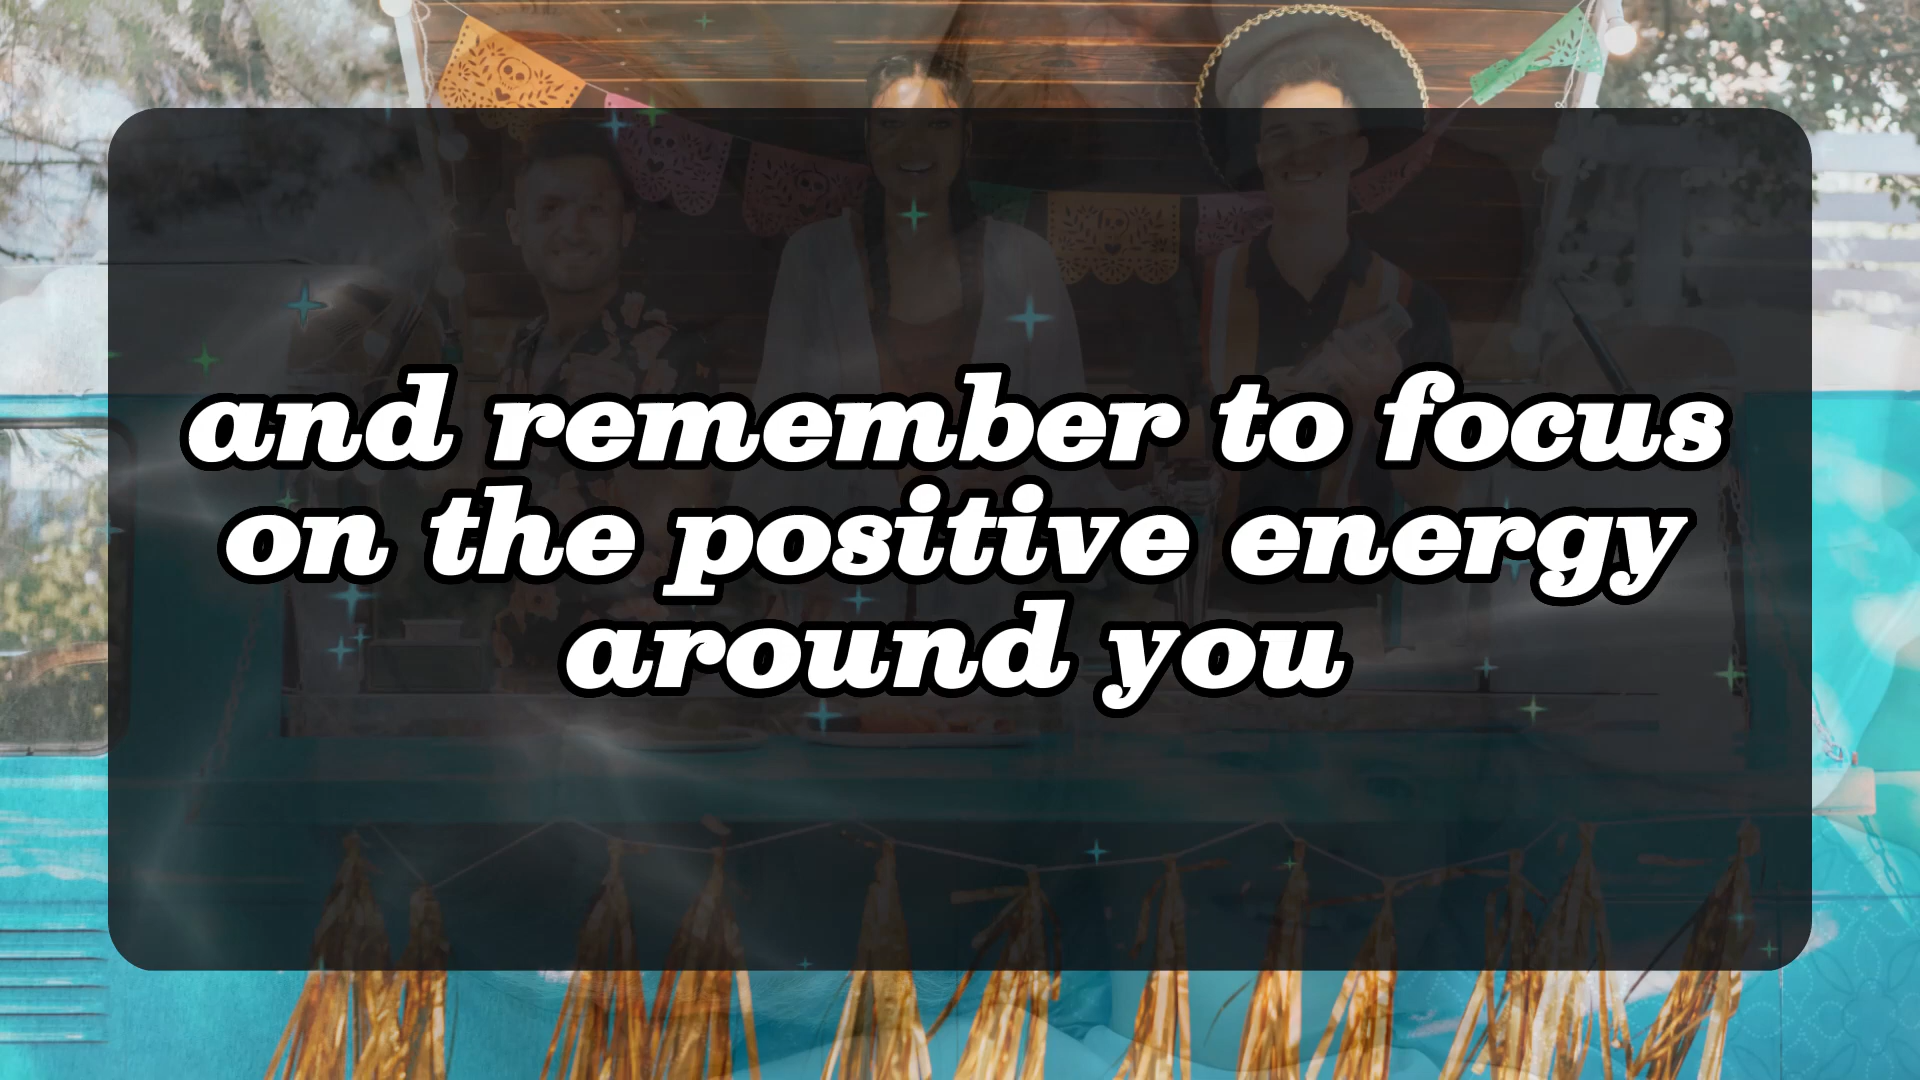 and remember to focus
on the positive energy
around you